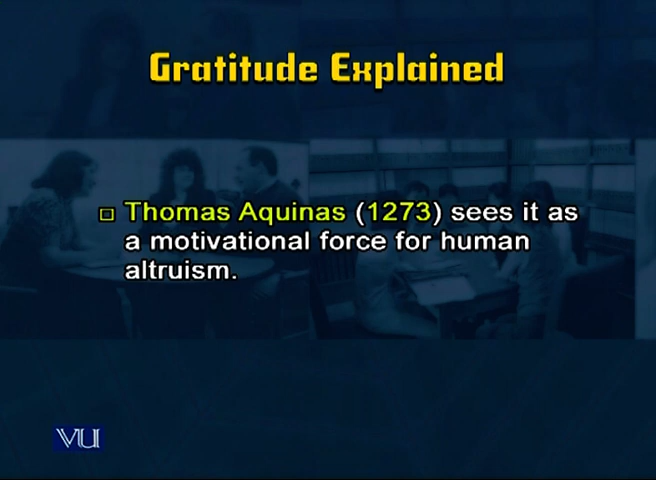 Gratitude Explained
Thomas Aquinas (1273) sees it as
a motivational force for human
altruism.
VU